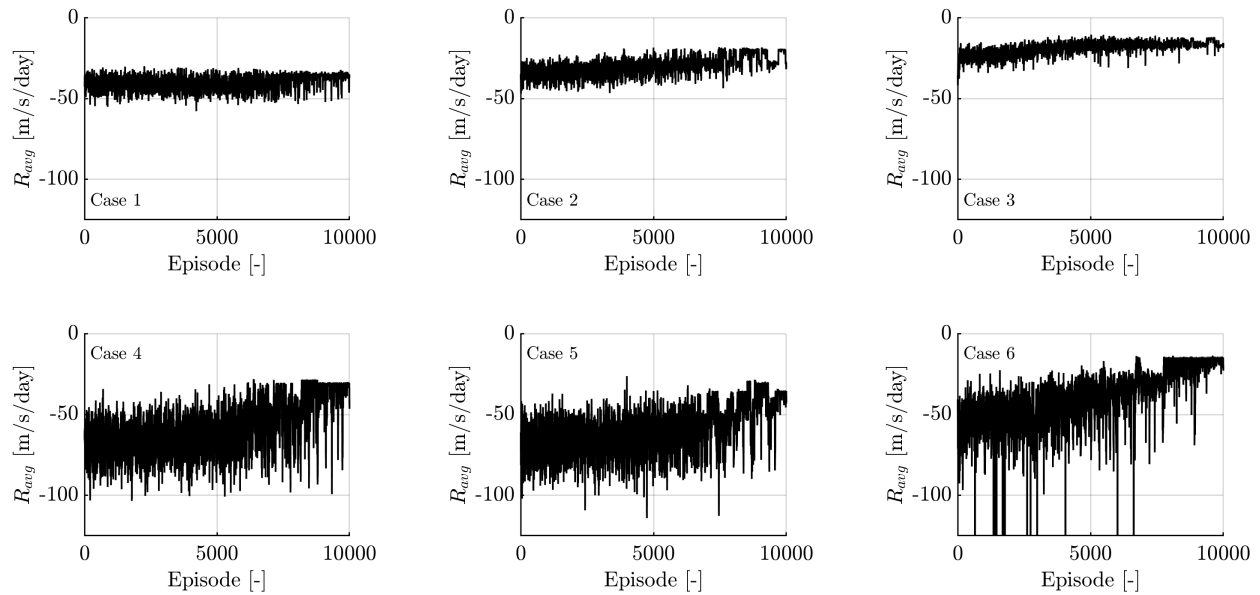 0
-50
-100
R_avg [m/s/day]
Case 1
0 5000 10000
Episode [-]
0
-50
-100
R_avg [m/s/day]
Case 2
0 5000 10000
Episode [-]
0
-50
-100
R_avg [m/s/day]
Case 3
0 5000 10000
Episode [-]
0
-50
-100
R_avg [m/s/day]
Case 4
0 5000 10000
Episode [-]
0
-50
-100
R_avg [m/s/day]
Case 5
0 5000 10000
Episode [-]
0
-50
-100
R_avg [m/s/day]
Case 6
0 5000 10000
Episode [-]